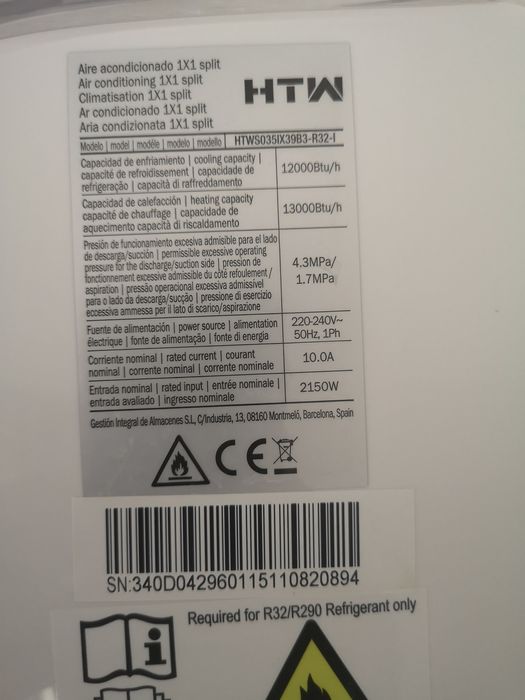 Aire acondicionado 1X1 split
Air conditioning 1X1 split
Climatisation 1X1 split
Ar condicionado 1X1 split
Aria condizionata 1X1 split
HTW
Modelo | model | modéle | modelo | modello
HTWS035IX39B3-R32-I
Capacidad de enfriamiento | cooling capacity |
capacité de refroidissement | capacidade de
refrigeração | capacità di raffreddamento
12000Btu/h
Capacidad de calefacción | heating capacity
capacité de chauffage | capacidade de
aquecimento capacità di riscaldamento
13000Btu/h
Presión de funcionamiento excesiva admisible para el lado
de descarga/succión | permissible excessive operating
pressure for the discharge/suction side | pression de
fonctionnement excessive admissible du côté refoulement/
aspiration | pressão operacional excessiva admissível
para o lado da descarga/sucção | pressione di esercizio
eccessiva ammessa per il lato di scarico/aspirazione
4.3MPa/
1.7MPa
Fuente de alimentación | power source | alimentation
électrique | fonte de alimentação | fonte di energia
220-240V~
50Hz, 1Ph
Corriente nominal | rated current | courant
nominal | corrente nominal | corrente nominale
10.0A
Entrada nominal | rated input | entrée nominale |
entrada avaliado | ingresso nominale
2150W
Gestión Integral de Almacenes S.L, C/Industria, 13, 08160 Montmeló, Barcelona, Spain
CE
SN:340D042960115110820894
Required for R32/R290 Refrigerant only